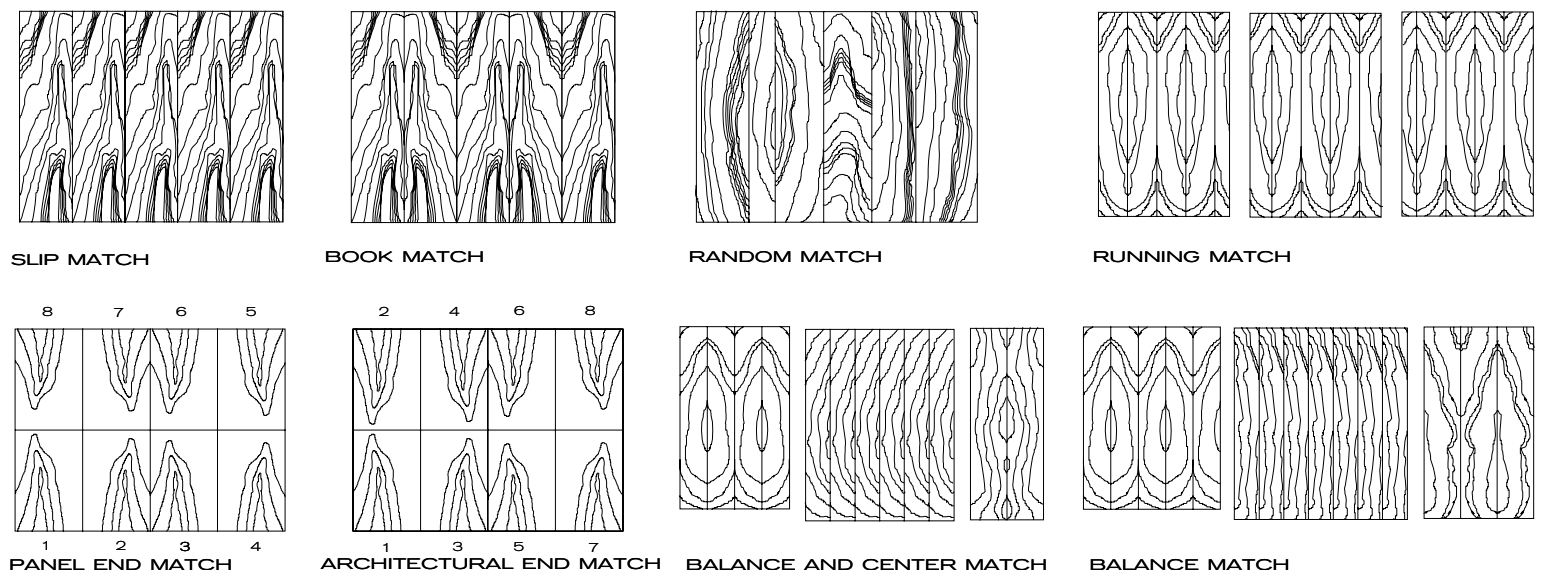 SLIP MATCH
BOOK MATCH
RANDOM MATCH
RUNNING MATCH
8 7 6 5
2 4 6 8
1 2 3 4
1 3 5 7
PANEL END MATCH
ARCHITECTURAL END MATCH
BALANCE AND CENTER MATCH
BALANCE MATCH